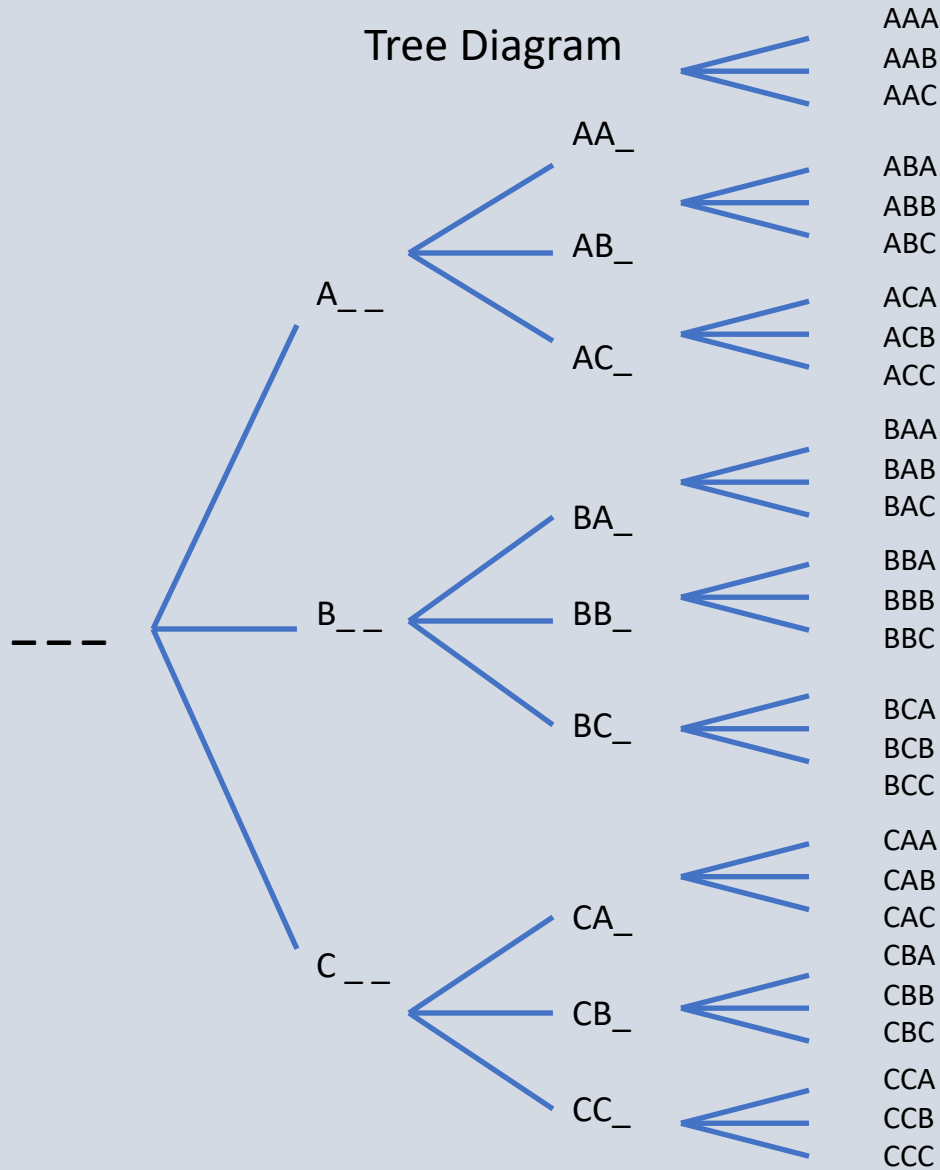 Tree Diagram
_ _ _
A_ _
B_ _
C _ _
AA_
AB_
AC_
BA_
BB_
BC_
CA_
CB_
CC_
AAA
AAB
AAC
ABA
ABB
ABC
ACA
ACB
ACC
BAA
BAB
BAC
BBA
BBB
BBC
BCA
BCB
BCC
CAA
CAB
CAC
CBA
CBB
CBC
CCA
CCB
CCC